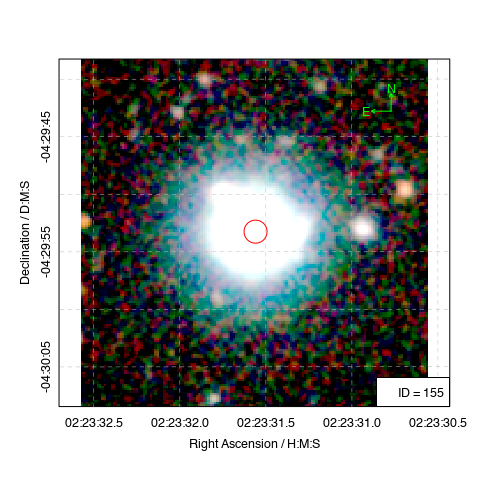 N
E
-04:29:45
-04:29:55
-04:30:05
Declination / D:M:S
ID = 155
02:23:32.5 02:23:32.0 02:23:31.5 02:23:31.0 02:23:30.5
Right Ascension / H:M:S